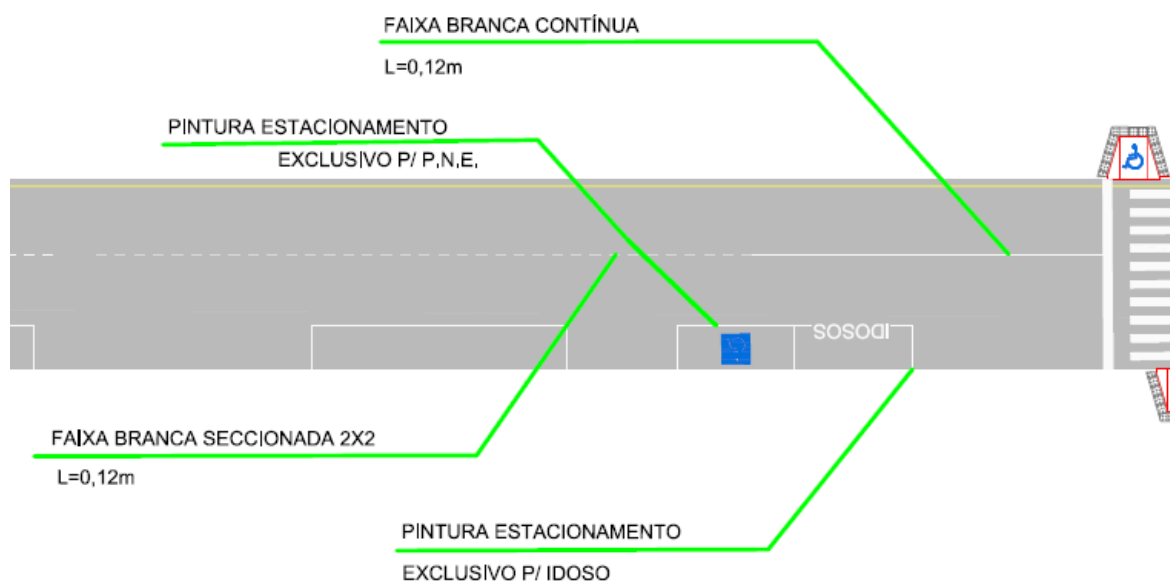 FAIXA BRANCA CONTÍNUA
L=0,12m
PINTURA ESTACIONAMENTO
EXCLUSIVO P/ P,N,E,
IDOSOS
FAIXA BRANCA SECCIONADA 2X2
L=0,12m
PINTURA ESTACIONAMENTO
EXCLUSIVO P/ IDOSO